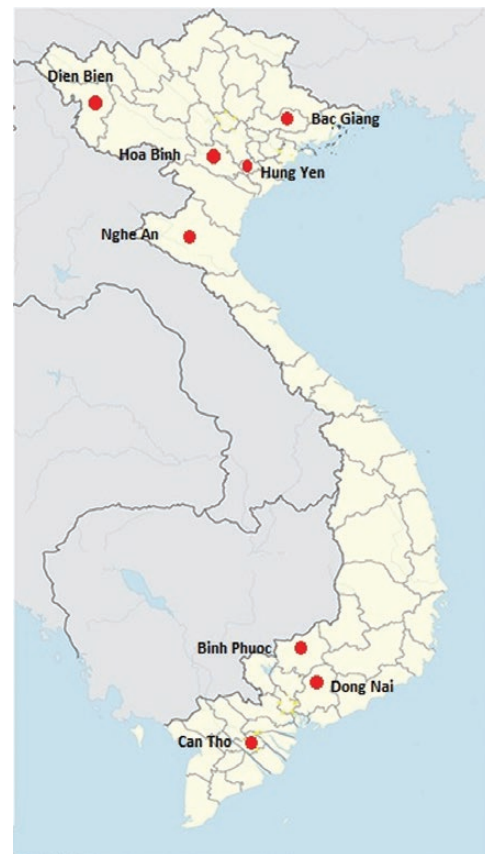 Dien Bien
Bac Giang
Hoa Binh
Hung Yen
Nghe An
Binh Phuoc
Dong Nai
Can Tho